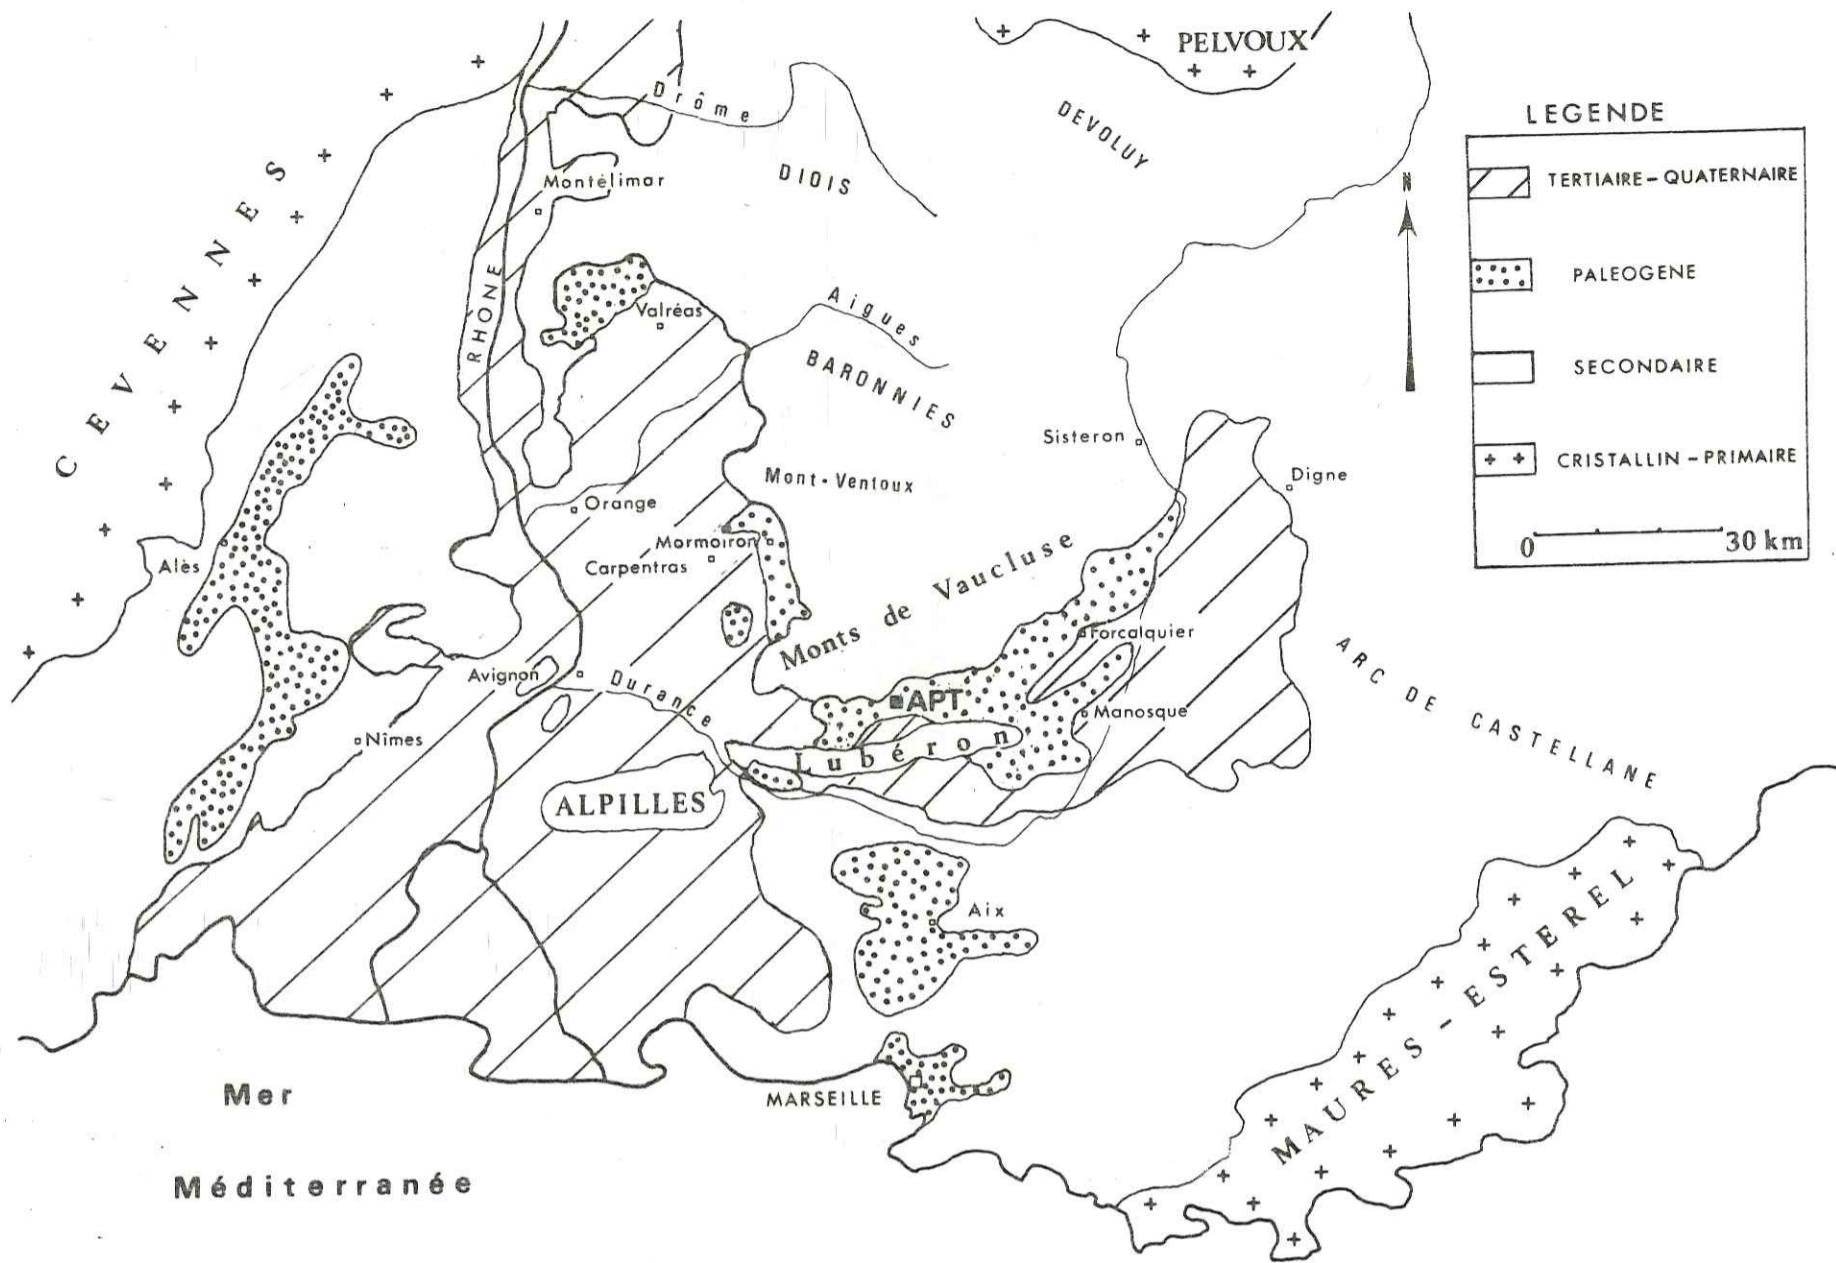 PELVOUX
DEVOLUY
Drôme
DIOIS
Montélimar
CEVENNES
RHÔNE
Valréas
Aigues
BARONNIES
Sisteron
Digne
Mont-Ventoux
Orange
Mormoiron
Carpentras
Alès
Monts de Vaucluse
Forcalquier
Avignon
Durance
APT
Manosque
Nîmes
Lubéron
ALPILLES
ARC DE CASTELLANE
Aix
MAURES - ESTEREL
MARSEILLE
Mer
Méditerranée
N
LEGENDE
TERTIAIRE - QUATERNAIRE
PALEOGENE
SECONDAIRE
CRISTALLIN - PRIMAIRE
0 30 km